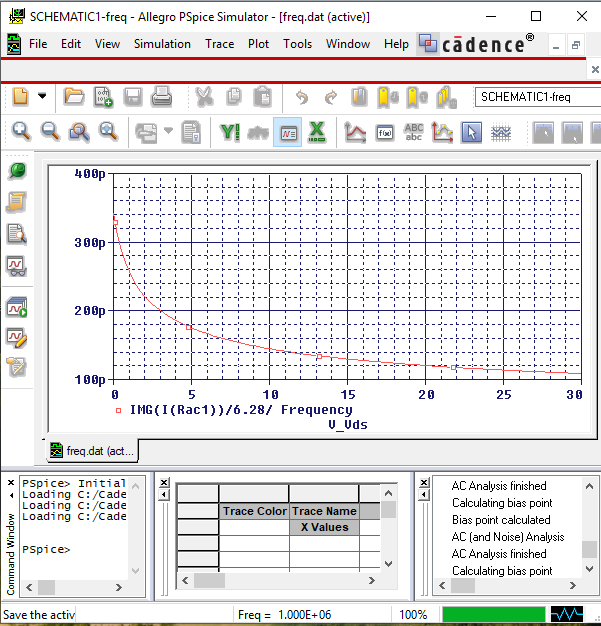 SCHEMATIC1-freq - Allegro PSpice Simulator - [freq.dat (active)]
File Edit View Simulation Trace Plot Tools Window Help cādence®
SCHEMATIC1-freq
Y! f(x) ABC
abc
400p
300p
200p
100p
0 5 10 15 20 25 30
IMG(I(Rac1))/6.28/ Frequency
V_Vds
freq.dat (act...
Command Window
PSpice> Initial
Loading C:/Cade
Loading C:/Cade
Loading C:/Cade
PSpice>
Trace Color Trace Name
X Values
AC Analysis finished
Calculating bias point
Bias point calculated
AC (and Noise) Analysis
AC Analysis finished
Calculating bias point
Save the activ Freq = 1.000E+06 100%